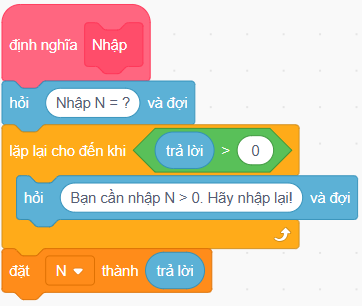 định nghĩa Nhập
hỏi Nhập N = ? và đợi
lặp lại cho đến khi trả lời > 0
hỏi Bạn cần nhập N > 0. Hãy nhập lại! và đợi
đặt N thành trả lời